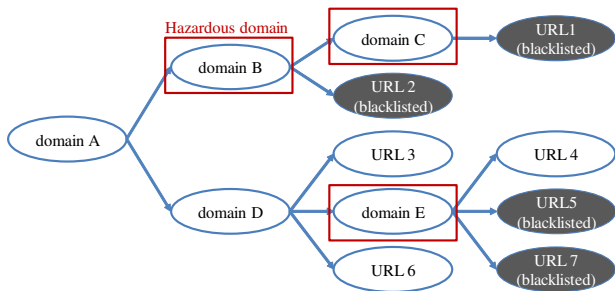 Hazardous domain
domain A
domain B
domain C
URL1
(blacklisted)
URL 2
(blacklisted)
domain D
URL 3
domain E
URL 6
URL 4
URL5
(blacklisted)
URL 7
(blacklisted)